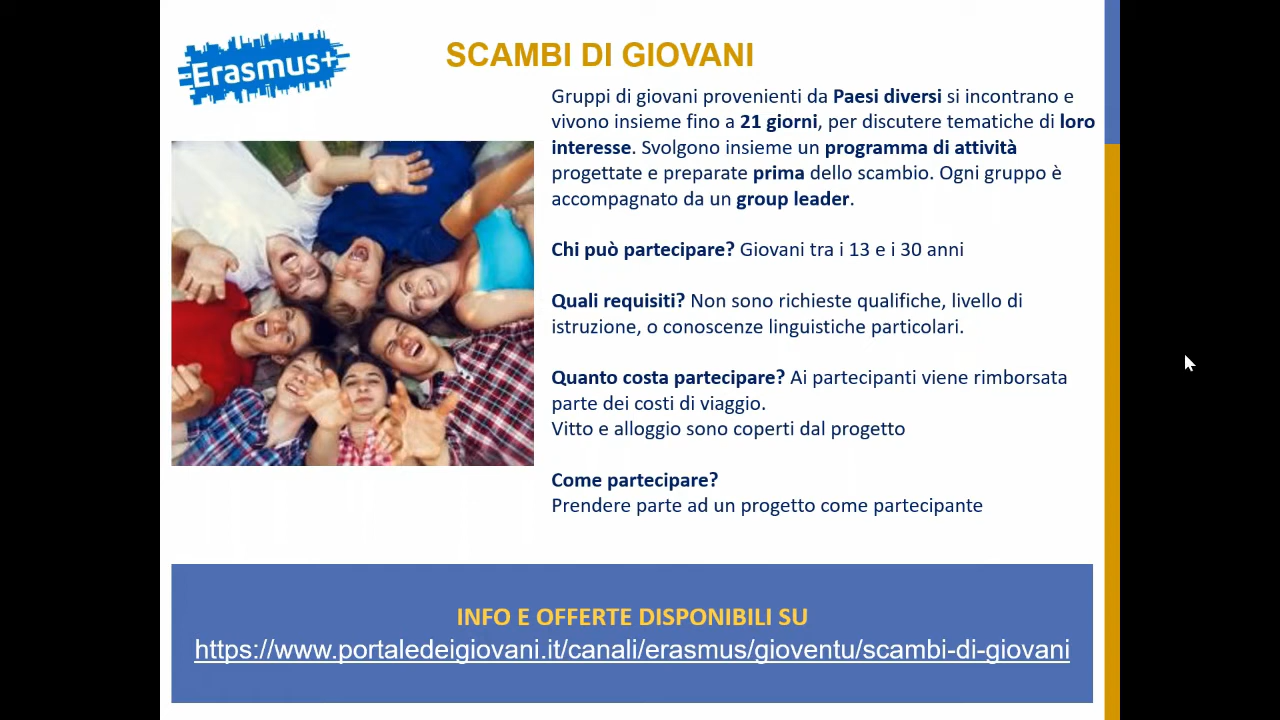 Erasmus+
SCAMBI DI GIOVANI
Gruppi di giovani provenienti da Paesi diversi si incontrano e
vivono insieme fino a 21 giorni, per discutere tematiche di loro
interesse. Svolgono insieme un programma di attività
progettate e preparate prima dello scambio. Ogni gruppo è
accompagnato da un group leader.
Chi può partecipare? Giovani tra i 13 e i 30 anni
Quali requisiti? Non sono richieste qualifiche, livello di
istruzione, o conoscenze linguistiche particolari.
Quanto costa partecipare? Ai partecipanti viene rimborsata
parte dei costi di viaggio.
Vitto e alloggio sono coperti dal progetto
Come partecipare?
Prendere parte ad un progetto come partecipante
INFO E OFFERTE DISPONIBILI SU
https://www.portaledeigiovani.it/canali/erasmus/gioventu/scambi-di-giovani